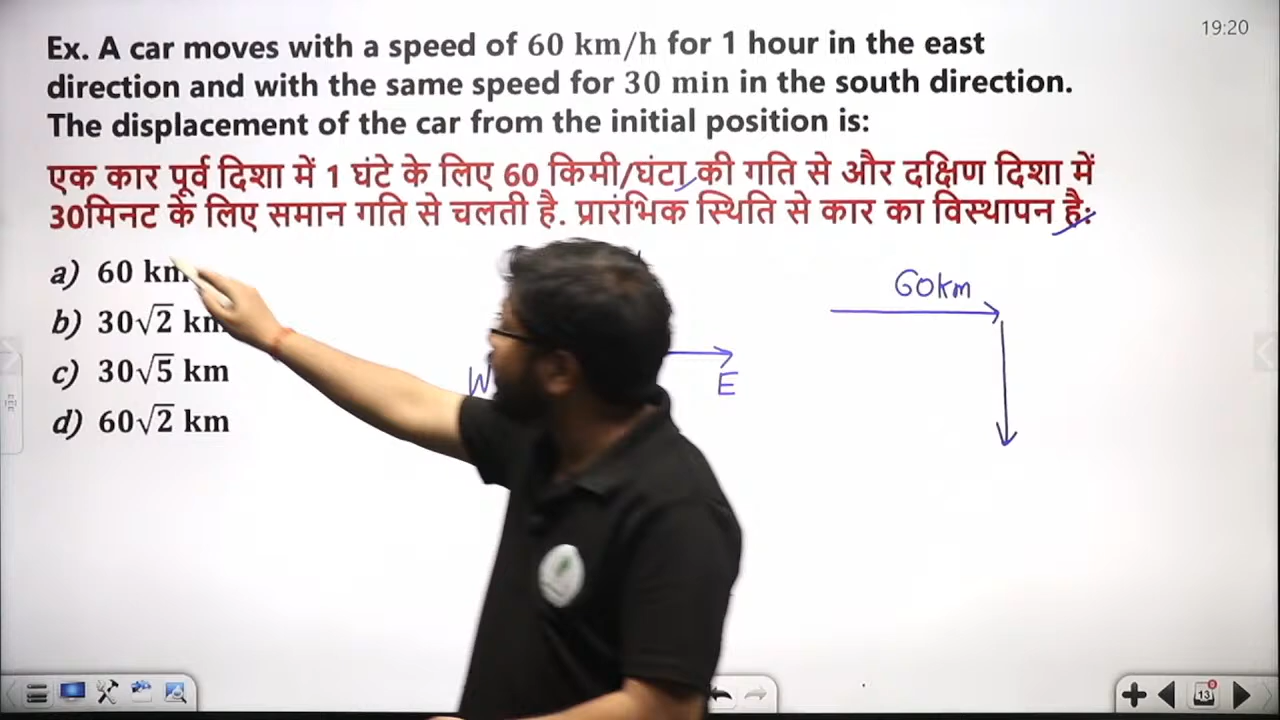 19:20
Ex. A car moves with a speed of 60 km/h for 1 hour in the east
direction and with the same speed for 30 min in the south direction.
The displacement of the car from the initial position is:
एक कार पूर्व दिशा में 1 घंटे के लिए 60 किमी/घंटा की गति से और दक्षिण दिशा में
30मिनट के लिए समान गति से चलती है. प्रारंभिक स्थिति से कार का विस्थापन है:
a) 60 km
b) 30√2 km
c) 30√5 km
d) 60√2 km
60km
W
E
13